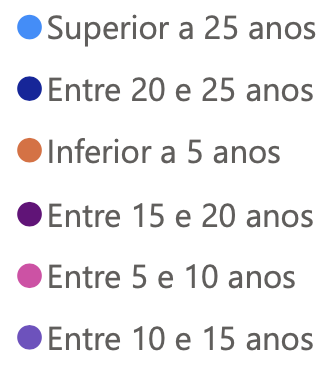 Superior a 25 anos
Entre 20 e 25 anos
Inferior a 5 anos
Entre 15 e 20 anos
Entre 5 e 10 anos
Entre 10 e 15 anos